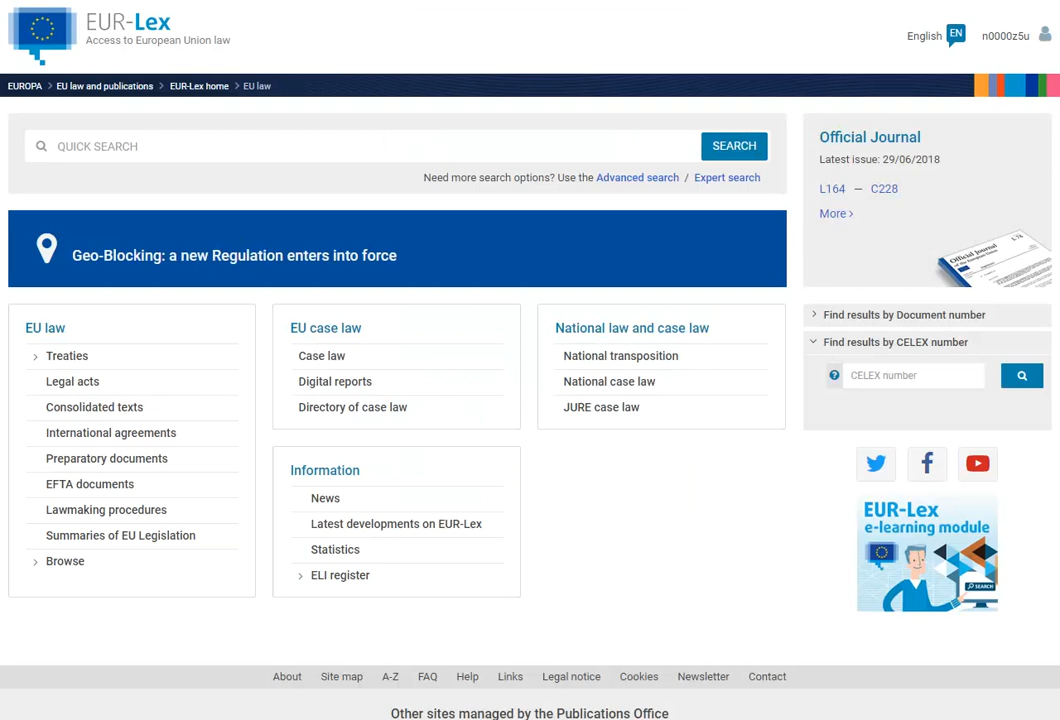 EUR-Lex
Access to European Union law
English EN
n0000z5u
EUROPA > EU law and publications > EUR-Lex home > EU law
QUICK SEARCH
SEARCH
Need more search options? Use the Advanced search / Expert search
Geo-Blocking: a new Regulation enters into force
EU law
Treaties
Legal acts
Consolidated texts
International agreements
Preparatory documents
EFTA documents
Lawmaking procedures
Summaries of EU Legislation
Browse
EU case law
Case law
Digital reports
Directory of case law
Information
News
Latest developments on EUR-Lex
Statistics
ELI register
National law and case law
National transposition
National case law
JURE case law
Official Journal
Latest issue: 29/06/2018
L164 — C228
More >
Official Journal
of the European Union
Find results by Document number
Find results by CELEX number
CELEX number
EUR-Lex
e-learning module
SEARCH
About Site map A-Z FAQ Help Links Legal notice Cookies Newsletter Contact
Other sites managed by the Publications Office